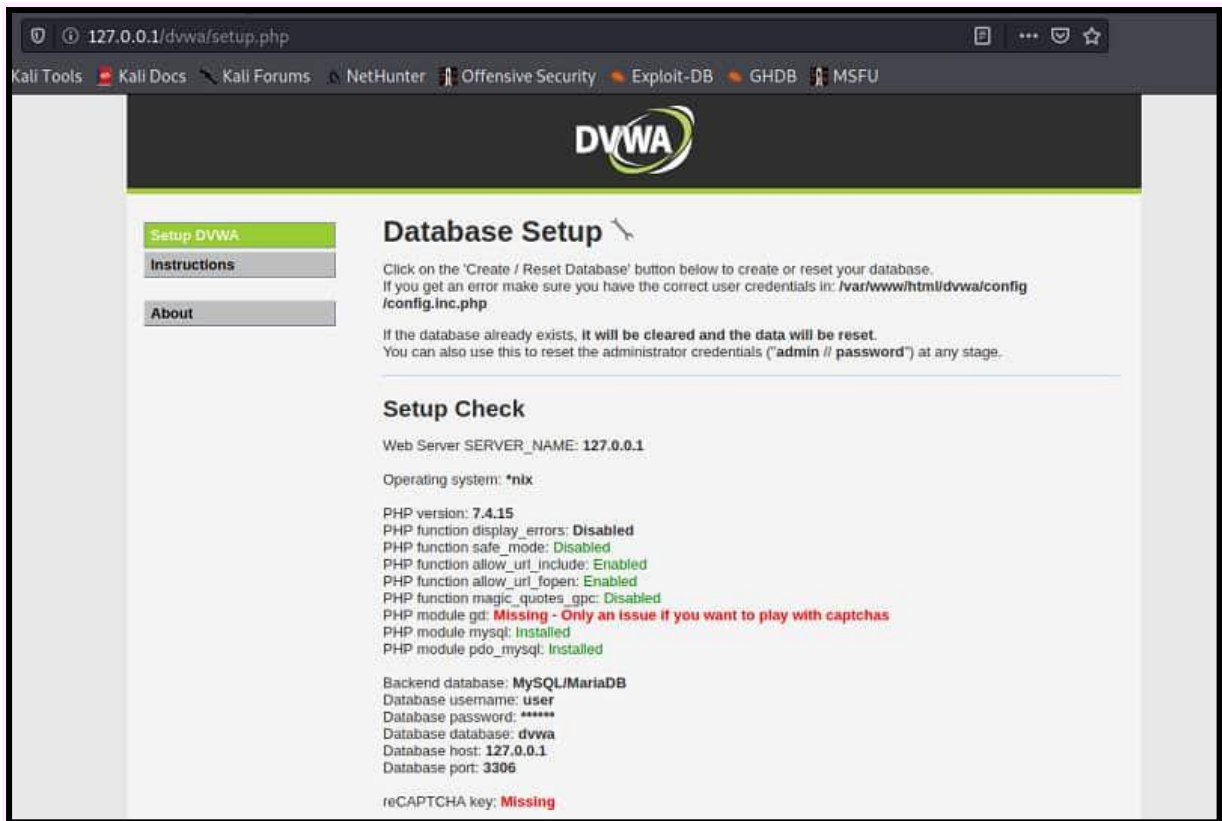 127.0.0.1/dvwa/setup.php
Kali Tools Kali Docs Kali Forums NetHunter Offensive Security Exploit-DB GHDB MSFU
DVWA
Setup DVWA
Instructions
About
Database Setup
Click on the 'Create / Reset Database' button below to create or reset your database.
If you get an error make sure you have the correct user credentials in: /var/www/html/dvwa/config
/config.inc.php
If the database already exists, it will be cleared and the data will be reset.
You can also use this to reset the administrator credentials ("admin // password") at any stage.
Setup Check
Web Server SERVER_NAME: 127.0.0.1
Operating system: *nix
PHP version: 7.4.15
PHP function display_errors: Disabled
PHP function safe_mode: Disabled
PHP function allow_url_include: Enabled
PHP function allow_url_fopen: Enabled
PHP function magic_quotes_gpc: Disabled
PHP module gd: Missing - Only an issue if you want to play with captchas
PHP module mysql: Installed
PHP module pdo_mysql: Installed
Backend database: MySQL/MariaDB
Database username: user
Database password: ******
Database database: dvwa
Database host: 127.0.0.1
Database port: 3306
reCAPTCHA key: Missing